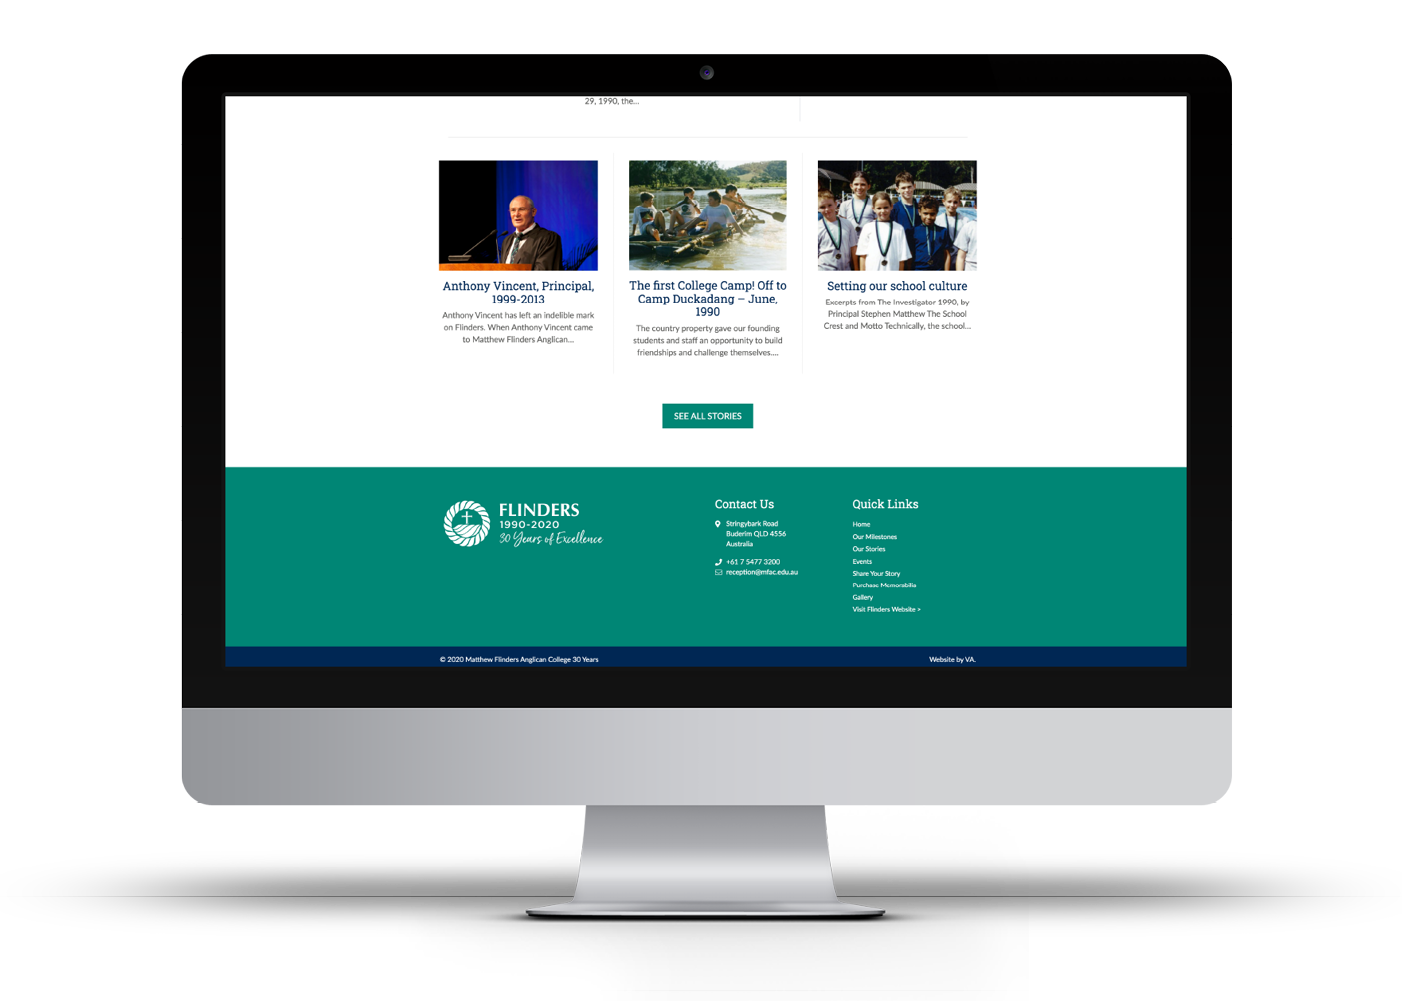 29, 1990, the...
Anthony Vincent, Principal,
1999-2013
Anthony Vincent has left an indelible mark
on Flinders. When Anthony Vincent came
to Matthew Flinders Anglican...
The first College Camp! Off to
Camp Duckadang – June,
1990
The country property gave our founding
students and staff an opportunity to build
friendships and challenge themselves....
Setting our school culture
Excerpts from The Investigator 1990, by
Principal Stephen Matthew The School
Crest and Motto Technically, the school...
SEE ALL STORIES
FLINDERS
1990-2020
30 Years of Excellence
Contact Us
Stringybark Road
Buderim QLD 4556
Australia
+61 7 5477 3200
reception@mfac.edu.au
Quick Links
Home
Our Milestones
Our Stories
Events
Share Your Story
Purchase Memorabilia
Gallery
Visit Flinders Website >
© 2020 Matthew Flinders Anglican College 30 Years
Website by VA.